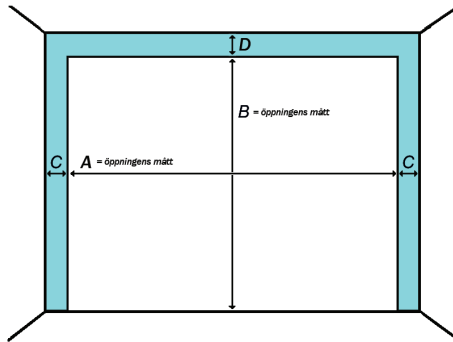 D
B = öppningens mått
C
A = öppningens mått
C